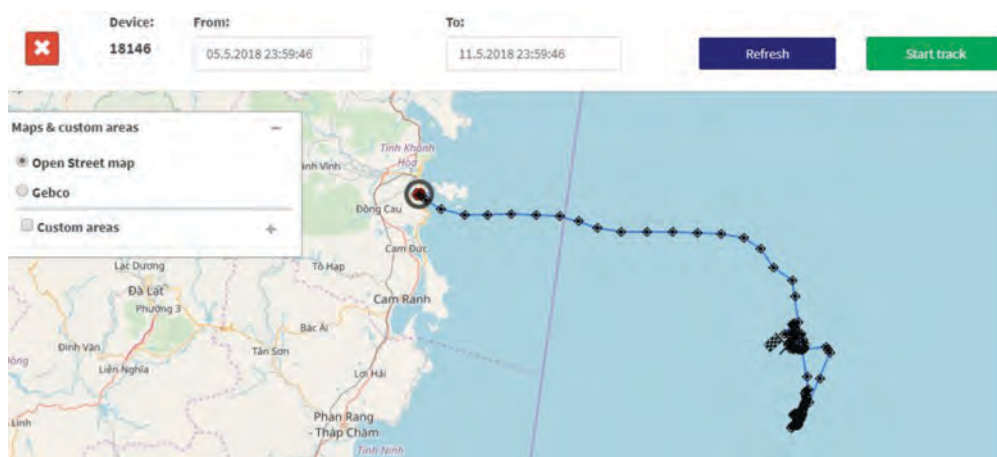 Device:
From:
To:
18146
05.5.2018 23:59:46
11.5.2018 23:59:46
Refresh
Start track
Maps & custom areas
Open Street map
Gebco
Custom areas
Tỉnh Khánh
Hòa
ánh Vĩnh
Đồng Cau
Cam Đức
Lạc Dương
Tô Hạp
Đà Lạt
Cam Ranh
Phường 3
Bác Ái
Đinh Văn
Tân Sơn
Liên Nghĩa
Lợi Hải
Linh
Phan Rang
- Tháp Chàm
Tỉnh Ninh